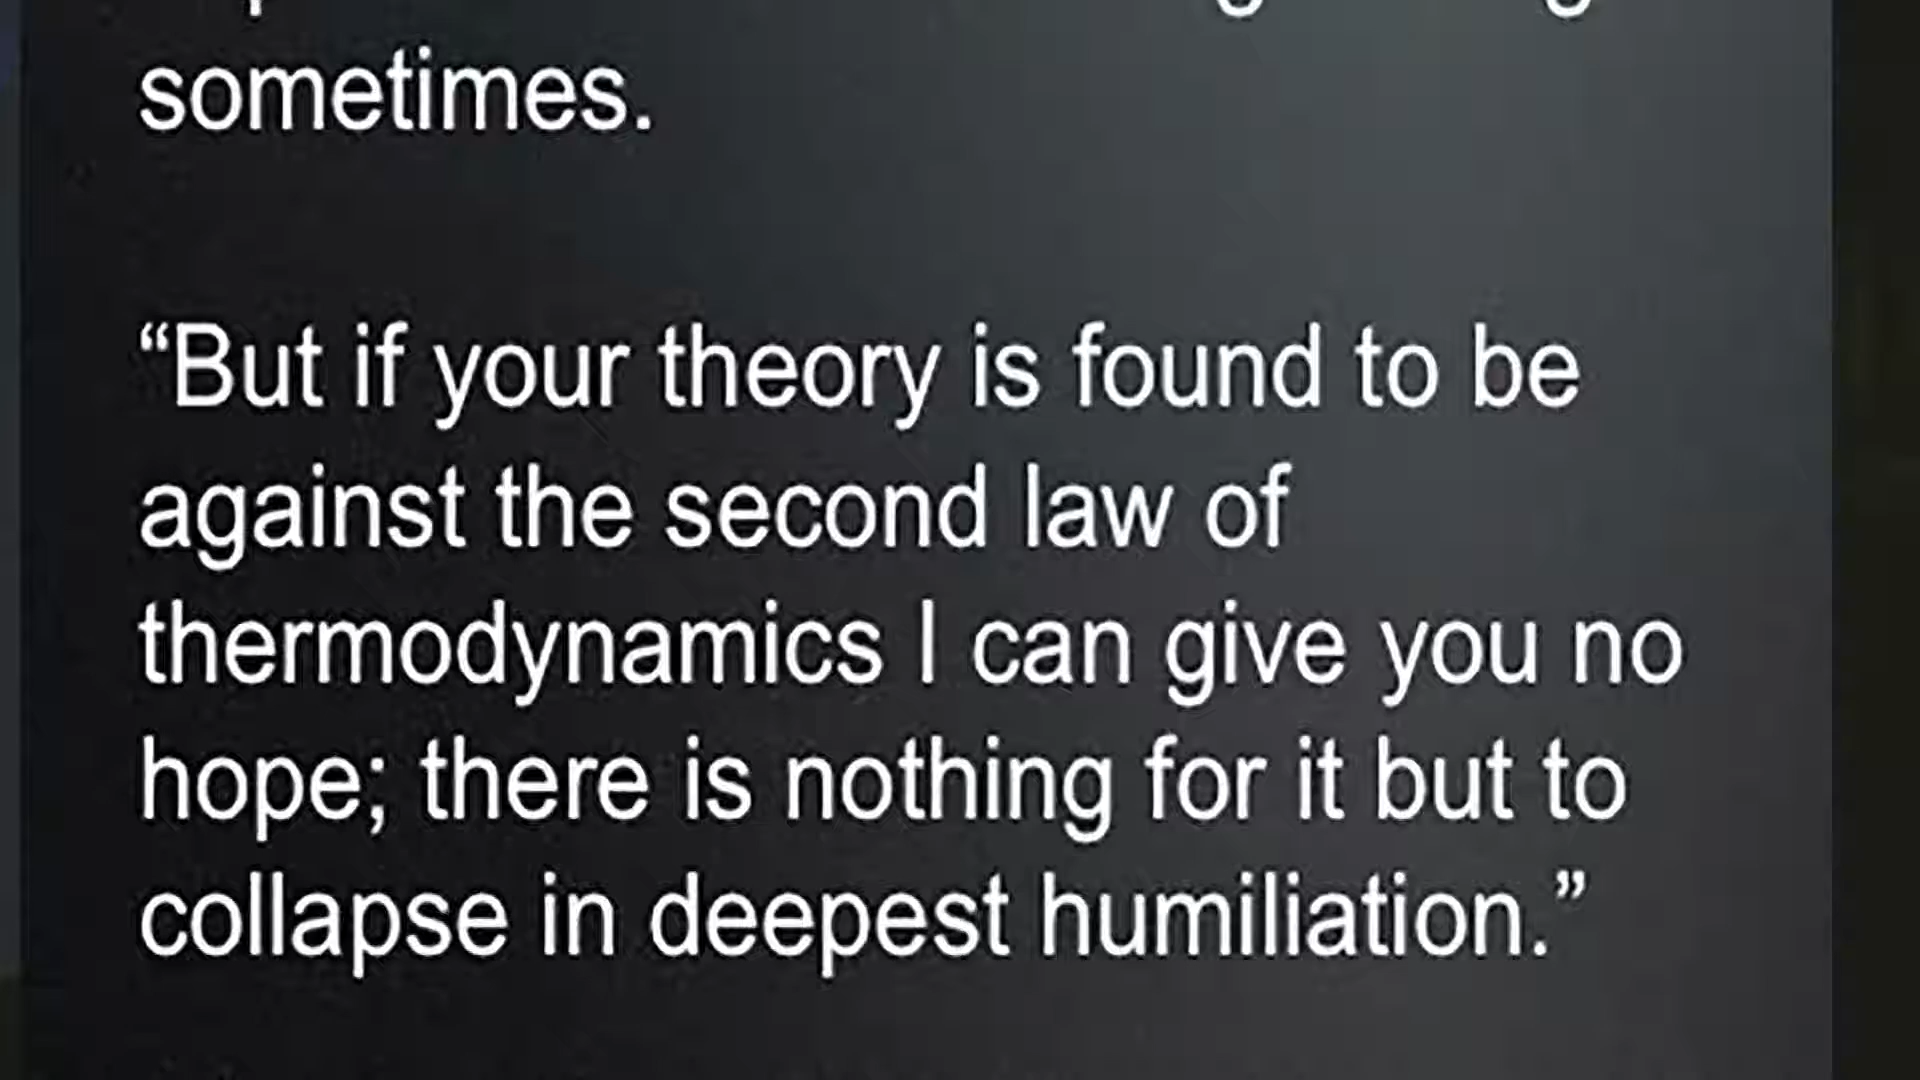 sometimes.
“But if your theory is found to be
against the second law of
thermodynamics I can give you no
hope; there is nothing for it but to
collapse in deepest humiliation.”